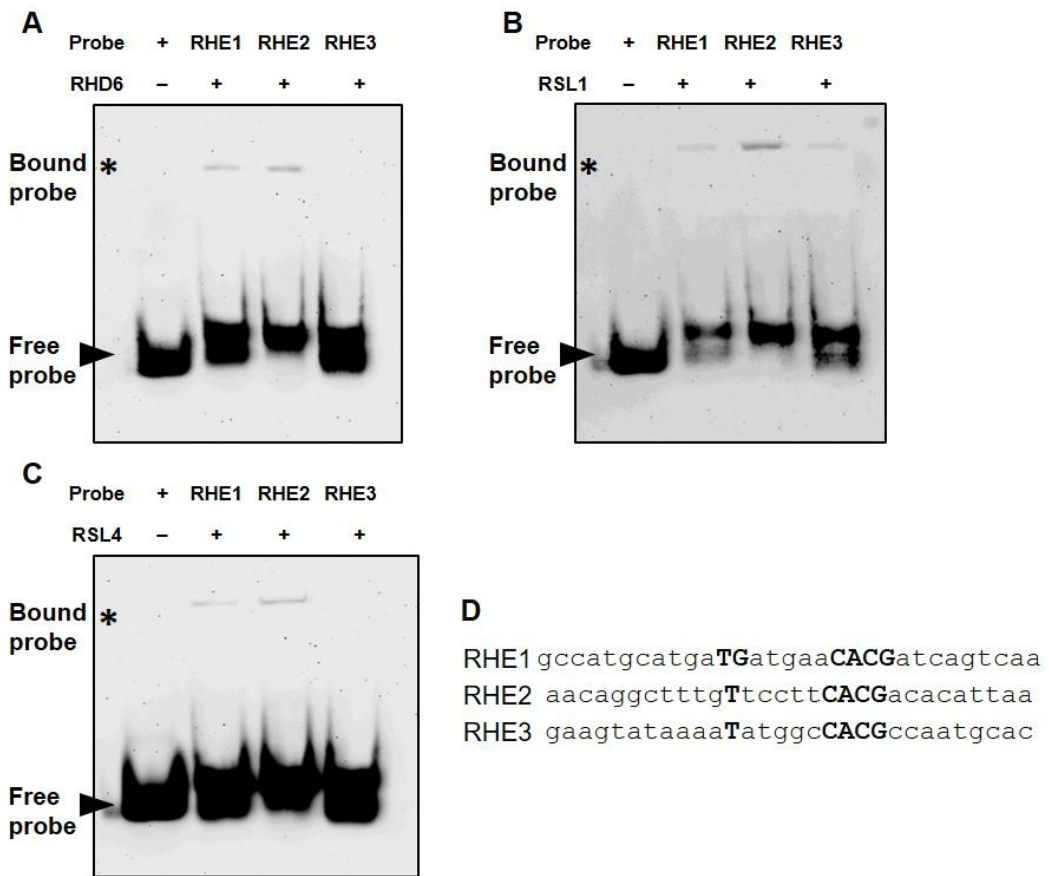 A
Probe + RHE1 RHE2 RHE3
RHD6 – + + +
Bound
probe *
Free
probe
B
Probe + RHE1 RHE2 RHE3
RSL1 – + + +
Bound
probe *
Free
probe
C
Probe + RHE1 RHE2 RHE3
RSL4 – + + +
Bound
probe *
Free
probe
D
RHE1 gccatgcatgaTGatgaaCACGatcagtcaa
RHE2 aacaggctttgTtccttCACGacacattaa
RHE3 gaagtataaaaTatggcCACGccaatgcac